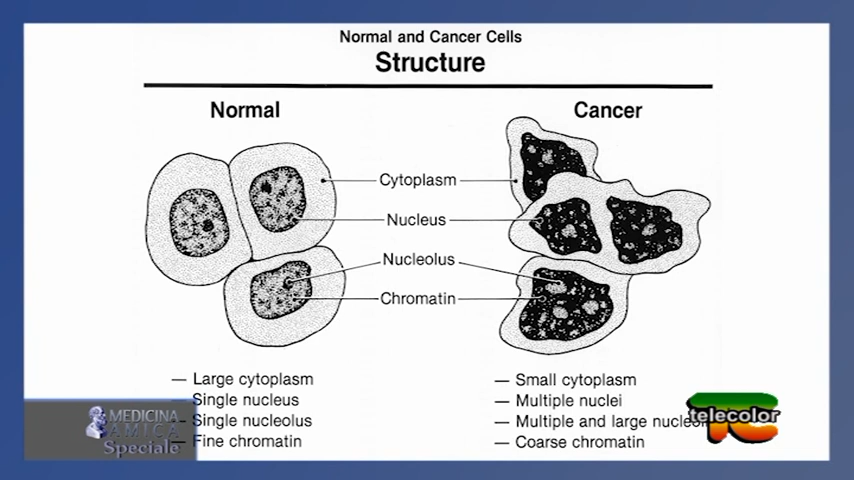 Normal and Cancer Cells
Structure
Normal
Cancer
Cytoplasm
Nucleus
Nucleolus
Chromatin
— Large cytoplasm
— Single nucleus
— Single nucleolus
— Fine chromatin
— Small cytoplasm
— Multiple nuclei
— Multiple and large nucleoli
— Coarse chromatin
MEDICINA
AMICA
Speciale
TC
telecolor